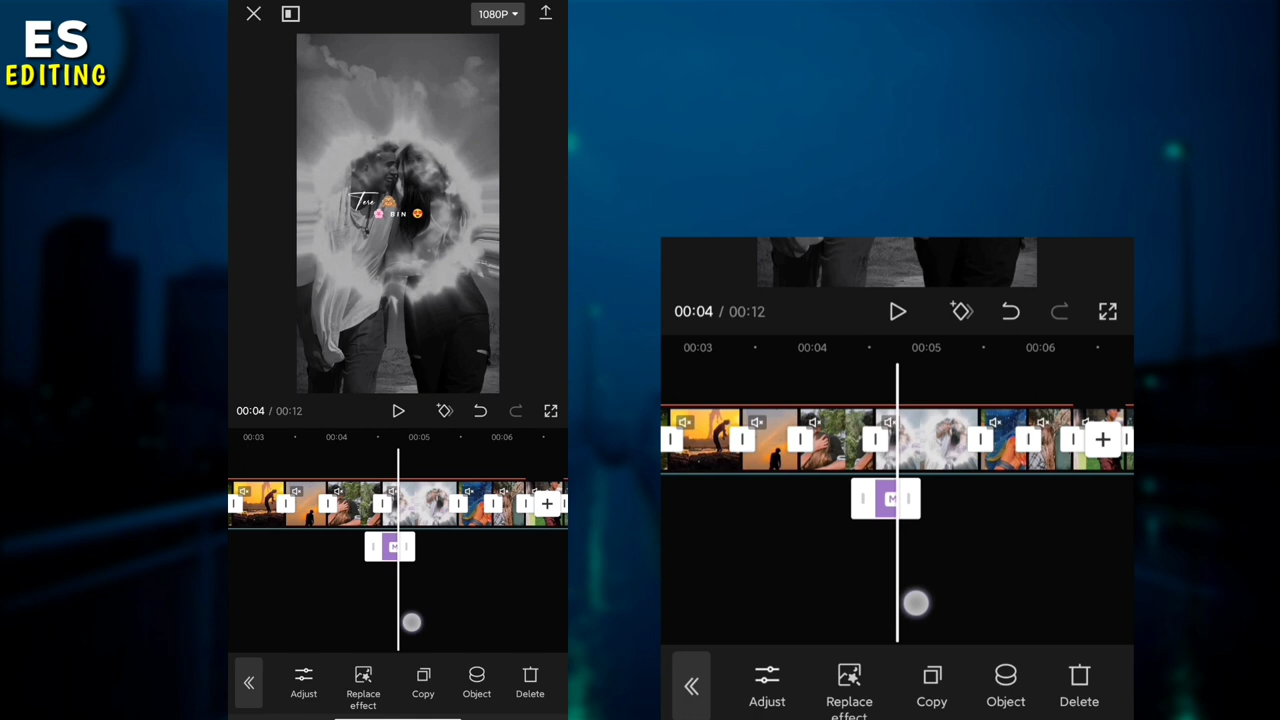 ES
EDITING
1080P
Tere 🙈
🌸 BIN 😍
00:04 / 00:12
00:03
00:04
00:05
00:06
M
Adjust
Replace
effect
Copy
Object
Delete
00:04 / 00:12
00:03
00:04
00:05
00:06
M
Adjust
Replace
effect
Copy
Object
Delete